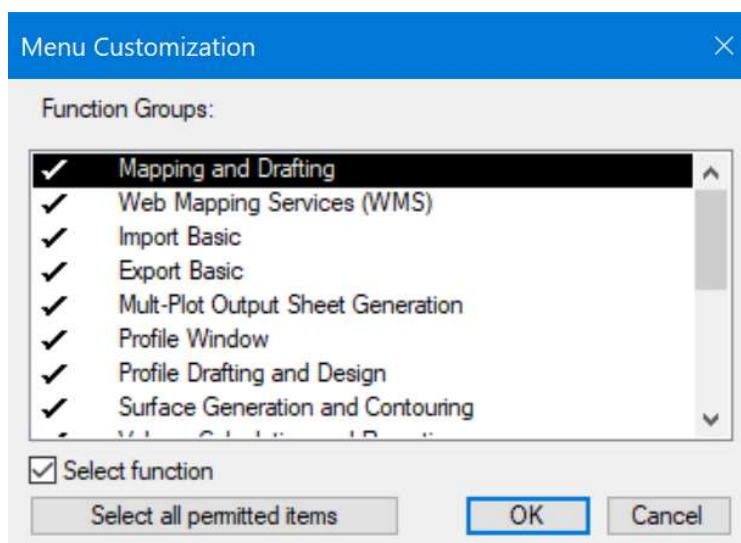 Menu Customization
Function Groups:
Mapping and Drafting
Web Mapping Services (WMS)
Import Basic
Export Basic
Mult-Plot Output Sheet Generation
Profile Window
Profile Drafting and Design
Surface Generation and Contouring
Select function
Select all permitted items
OK
Cancel